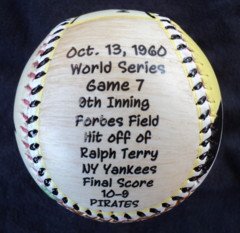 Oct. 13, 1960
World Series
Game 7
9th Inning
Forbes Field
Hit off of
Ralph Terry
NY Yankees
Final Score
10-9
PIRATES